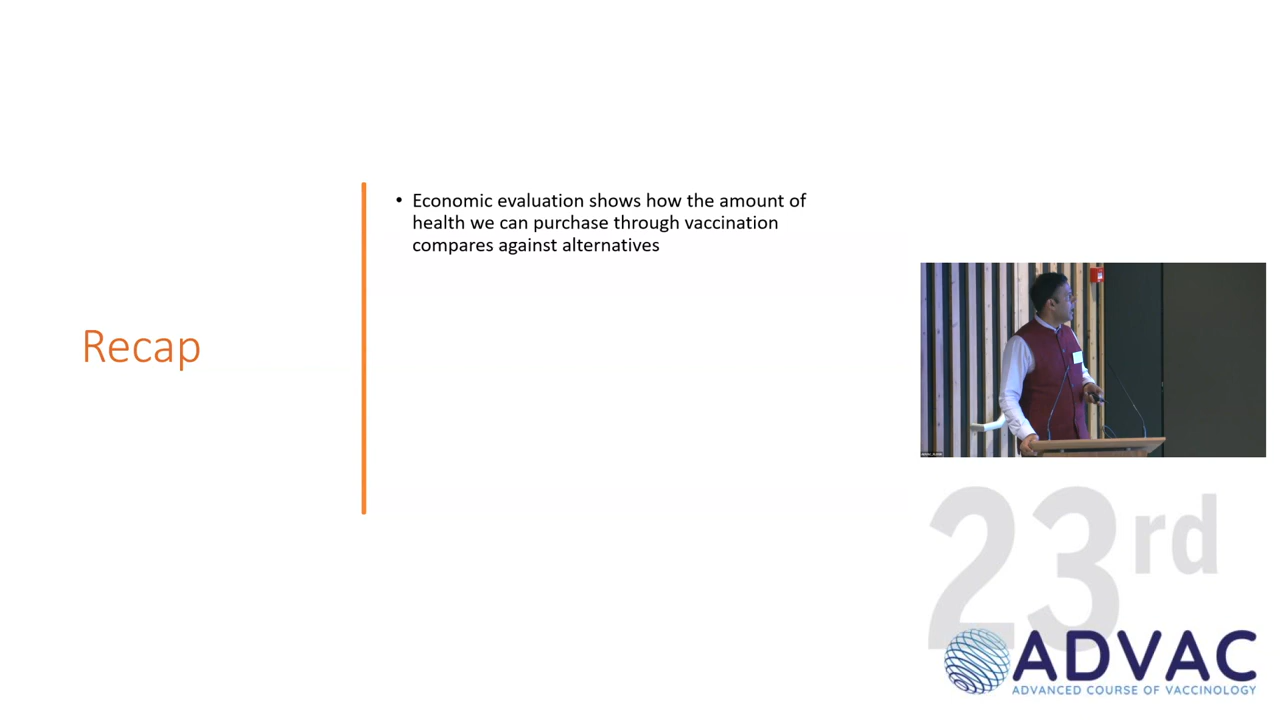 Recap
• Economic evaluation shows how the amount of
health we can purchase through vaccination
compares against alternatives
23rd
ADVAC
ADVANCED COURSE OF VACCINOLOGY